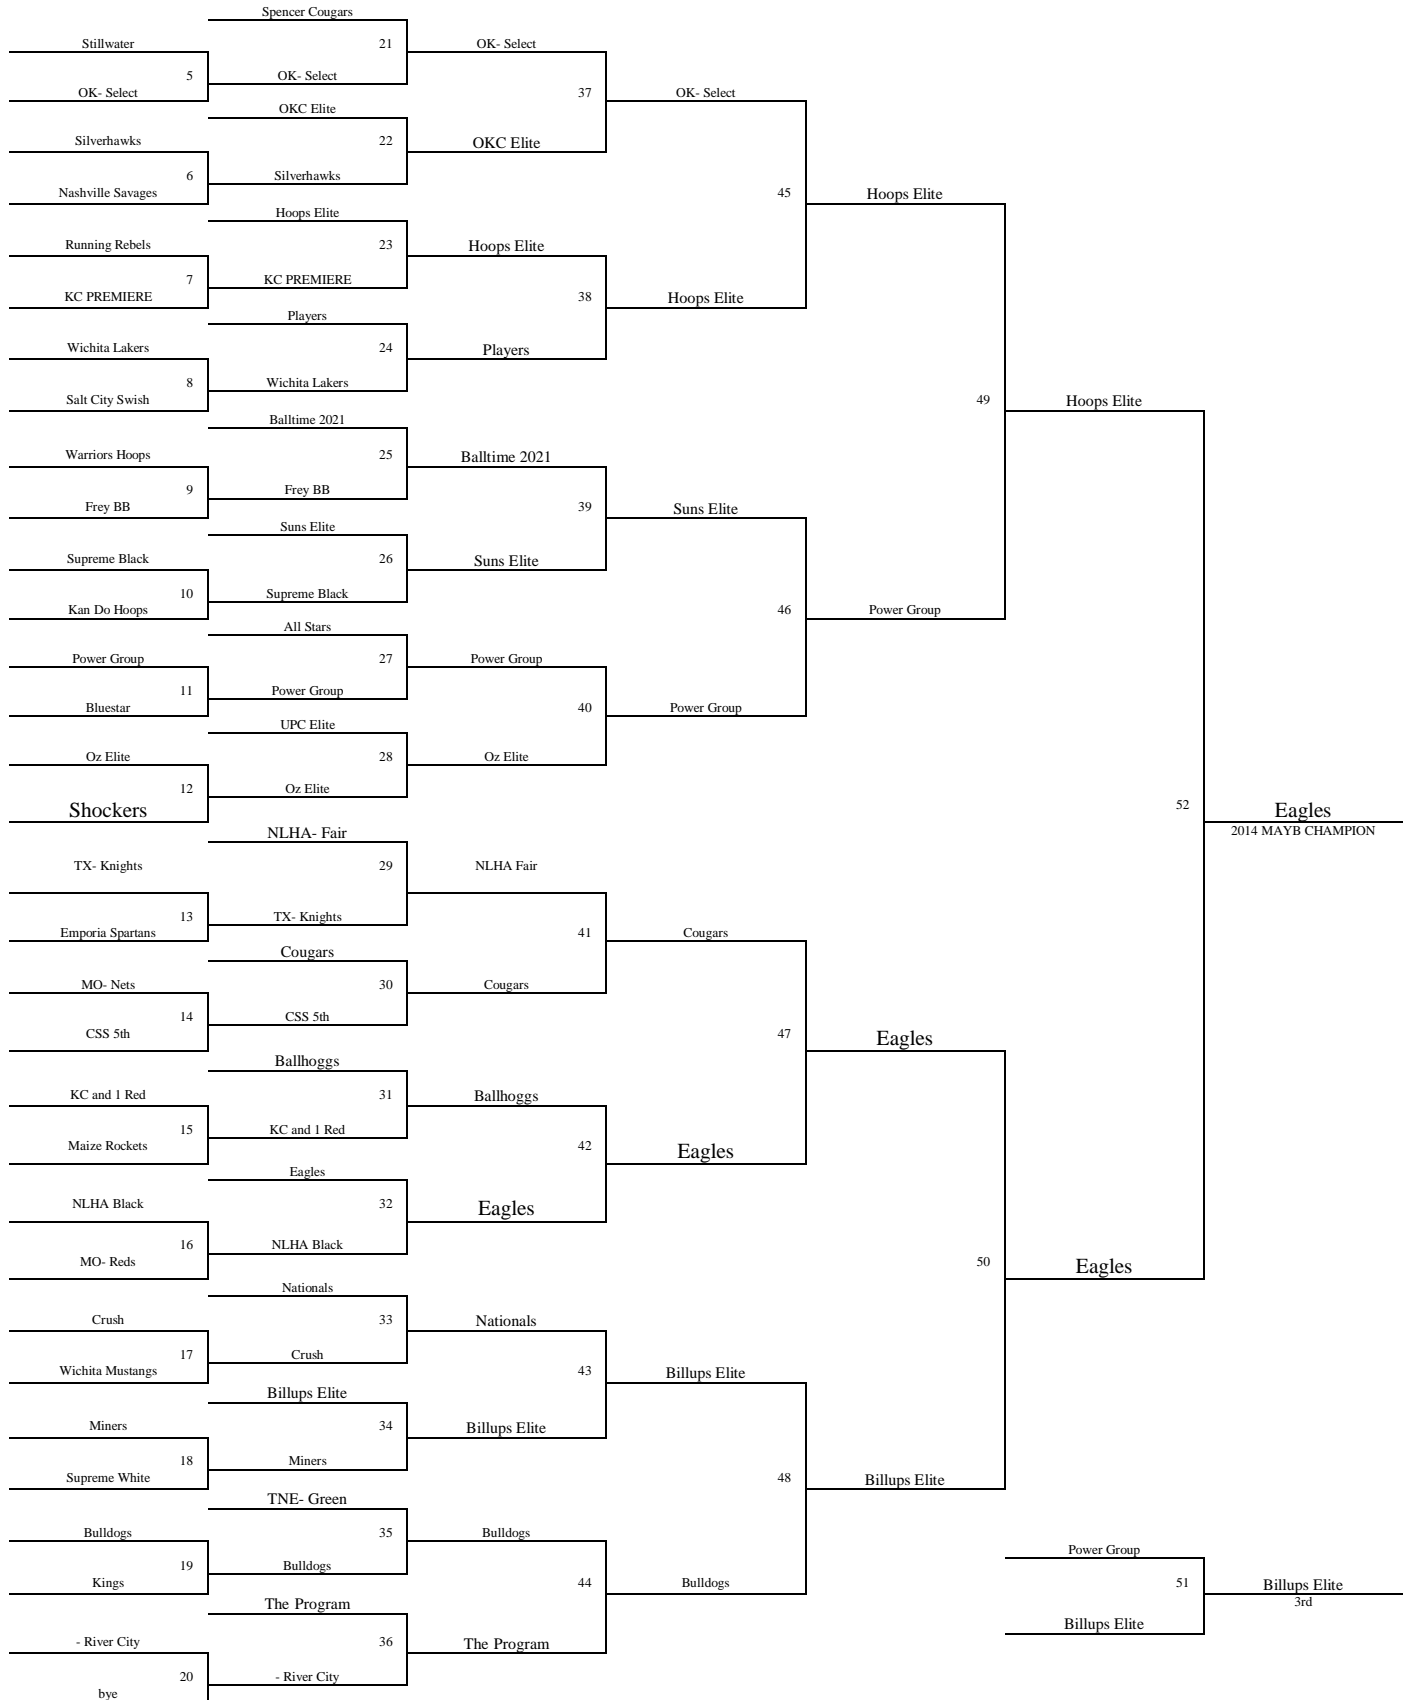 Spencer Cougars
Stillwater 21 OK- Select
5 OK- Select
OK- Select 37 OK- Select
OKC Elite
Silverhawks 22 OKC Elite
6 Silverhawks
Nashville Savages 45 Hoops Elite
Hoops Elite
Running Rebels 23 Hoops Elite
7 KC PREMIERE
KC PREMIERE 38 Hoops Elite
Players
Wichita Lakers 24 Players
8 Wichita Lakers
Salt City Swish 49 Hoops Elite
Balltime 2021
Warriors Hoops 25 Balltime 2021
9 Frey BB
Frey BB 39 Suns Elite
Suns Elite
Supreme Black 26 Suns Elite
10 Supreme Black
Kan Do Hoops 46 Power Group
All Stars
Power Group 27 Power Group
11 Power Group
Bluestar 40 Power Group
UPC Elite
Oz Elite 28 Oz Elite
12 Oz Elite
Shockers 52 Eagles
2014 MAYB CHAMPION
NLHA- Fair
TX- Knights 29 NLHA Fair
13 TX- Knights
Emporia Spartans 41 Cougars
Cougars
MO- Nets 30 Cougars
14 CSS 5th
CSS 5th 47 Eagles
Ballhoggs
KC and 1 Red 31 Ballhoggs
15 KC and 1 Red
Maize Rockets 42 Eagles
Eagles
NLHA Black 32 Eagles
16 NLHA Black
MO- Reds 50 Eagles
Nationals
Crush 33 Nationals
17 Crush
Wichita Mustangs 43 Billups Elite
Billups Elite
Miners 34 Billups Elite
18 Miners
Supreme White 48 Billups Elite
TNE- Green
Bulldogs 35 Bulldogs
Power Group
19 Bulldogs
Kings 44 Bulldogs 51 Billups Elite
3rd
The Program Billups Elite
- River City 36 The Program
20 - River City
bye